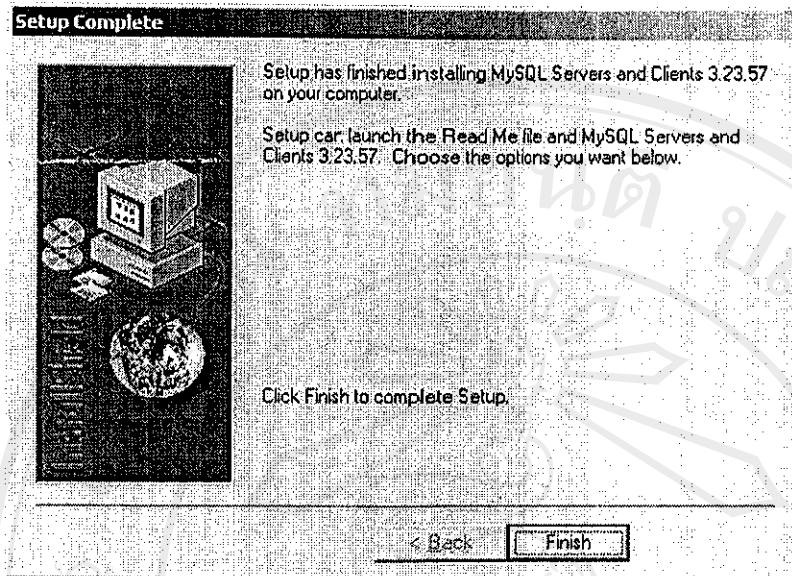 Setup Complete
Setup has finished installing MySQL Servers and Clients 3.23.57
on your computer.
Setup can launch the Read Me file and MySQL Servers and
Clients 3.23.57. Choose the options you want below.
InstallShield
Click Finish to complete Setup.
< Back
Finish